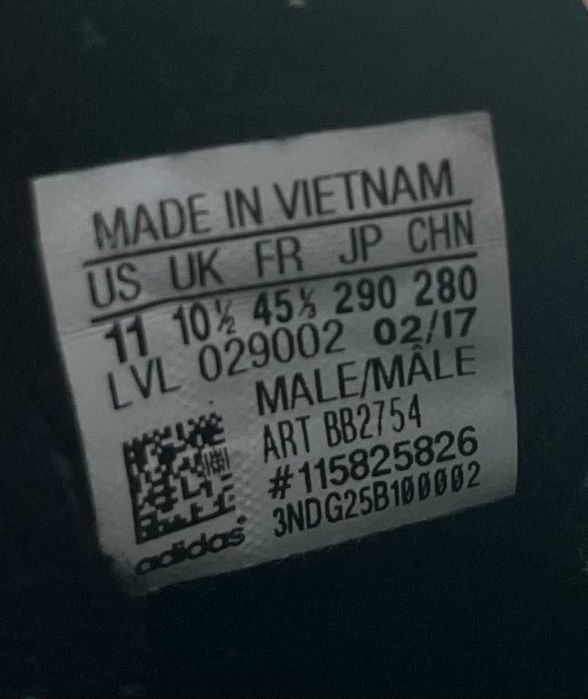 MADE IN VIETNAM
US UK FR JP CHN
11 10½ 45⅓ 290 280
LVL 029002 02/17
MALE/MÂLE
ART BB2754
#115825826
3NDG25B100002
adidas